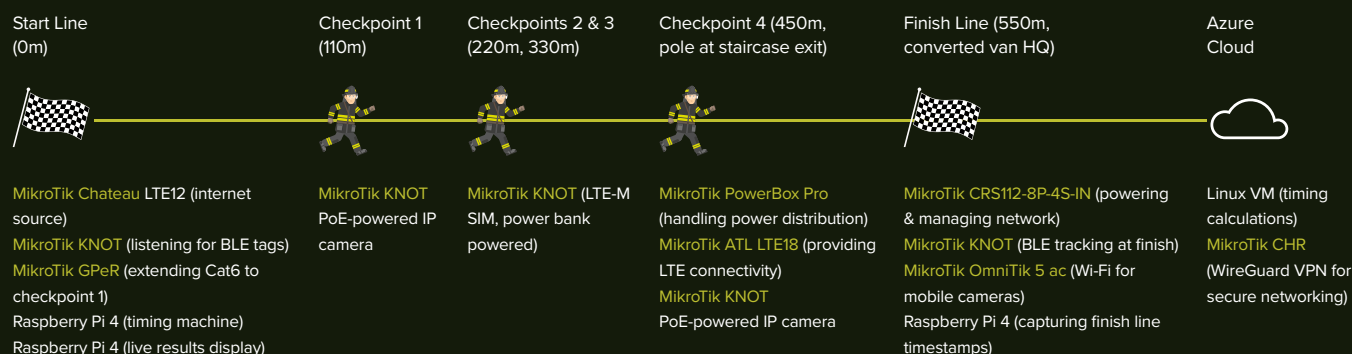 Start Line
(0m)
Checkpoint 1
(110m)
Checkpoints 2 & 3
(220m, 330m)
Checkpoint 4 (450m,
pole at staircase exit)
Finish Line (550m,
converted van HQ)
Azure
Cloud
MikroTik Chateau LTE12 (internet
source)
MikroTik KNOT (listening for BLE tags)
MikroTik GPeR (extending Cat6 to
checkpoint 1)
Raspberry Pi 4 (timing machine)
Raspberry Pi 4 (live results display)
MikroTik KNOT
PoE-powered IP
camera
MikroTik KNOT (LTE-M
SIM, power bank
powered)
MikroTik PowerBox Pro
(handling power distribution)
MikroTik ATL LTE18 (providing
LTE connectivity)
MikroTik KNOT
PoE-powered IP camera
MikroTik CRS112-8P-4S-IN (powering
& managing network)
MikroTik KNOT (BLE tracking at finish)
MikroTik OmniTik 5 ac (Wi-Fi for
mobile cameras)
Raspberry Pi 4 (capturing finish line
timestamps)
Linux VM (timing
calculations)
MikroTik CHR
(WireGuard VPN for
secure networking)